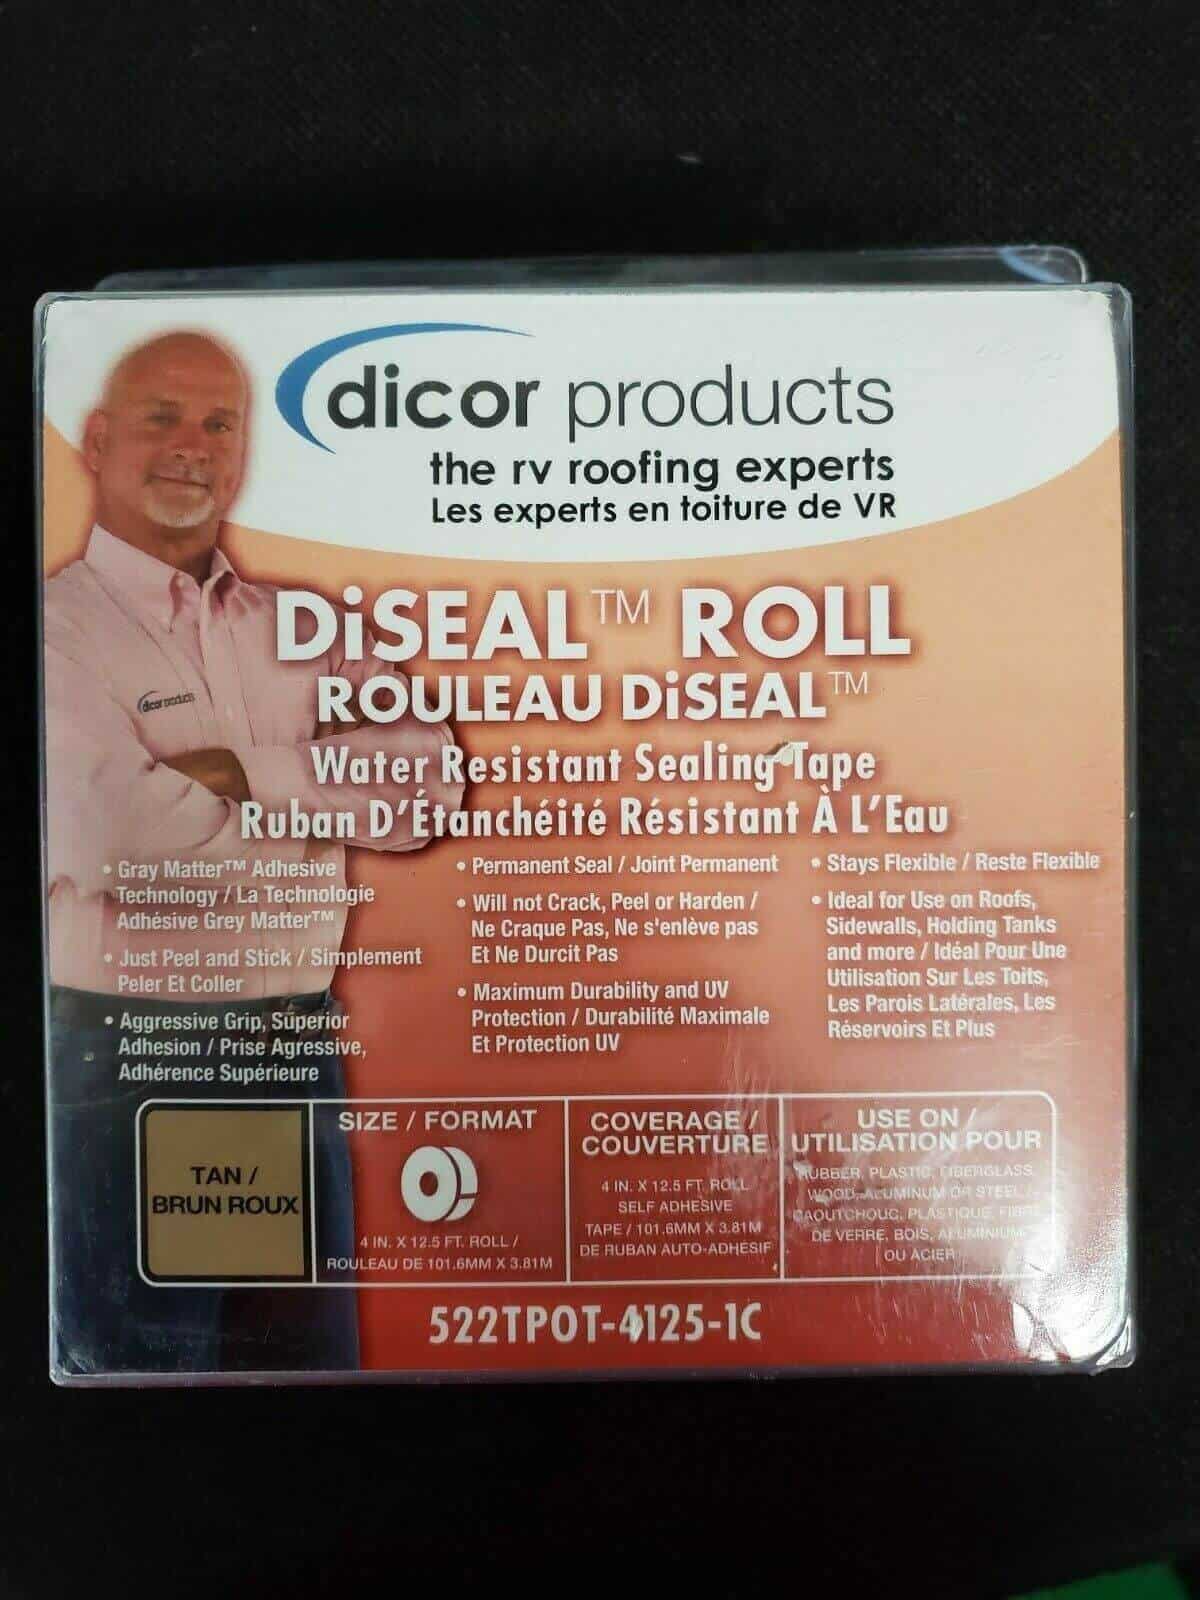 dicor products
the rv roofing experts
Les experts en toiture de VR
DiSEAL™ ROLL
ROULEAU DiSEAL™
dicor products
Water Resistant Sealing Tape
Ruban D'Étanchéité Résistant À L'Eau
• Gray Matter™ Adhesive
Technology / La Technologie
Adhésive Grey Matter™
• Just Peel and Stick / Simplement
Peler Et Coller
• Aggressive Grip, Superior
Adhesion / Prise Agressive,
Adhérence Supérieure
• Permanent Seal / Joint Permanent
• Will not Crack, Peel or Harden /
Ne Craque Pas, Ne s'enlève pas
Et Ne Durcit Pas
• Maximum Durability and UV
Protection / Durabilité Maximale
Et Protection UV
• Stays Flexible / Reste Flexible
• Ideal for Use on Roofs,
Sidewalls, Holding Tanks
and more / Idéal Pour Une
Utilisation Sur Les Toits,
Les Parois Latérales, Les
Réservoirs Et Plus
TAN /
BRUN ROUX
SIZE / FORMAT
4 IN. X 12.5 FT. ROLL /
ROULEAU DE 101.6MM X 3.81M
COVERAGE /
COUVERTURE
4 IN. X 12.5 FT. ROLL
SELF ADHESIVE
TAPE / 101.6MM X 3.81M
DE RUBAN AUTO-ADHÉSIF
USE ON /
UTILISATION POUR
RUBBER, PLASTIC, FIBERGLASS,
WOOD, ALUMINUM OR STEEL /
CAOUTCHOUC, PLASTIQUE, FIBRE
DE VERRE, BOIS, ALUMINIUM
OU ACIER
522TPOT-4125-1C